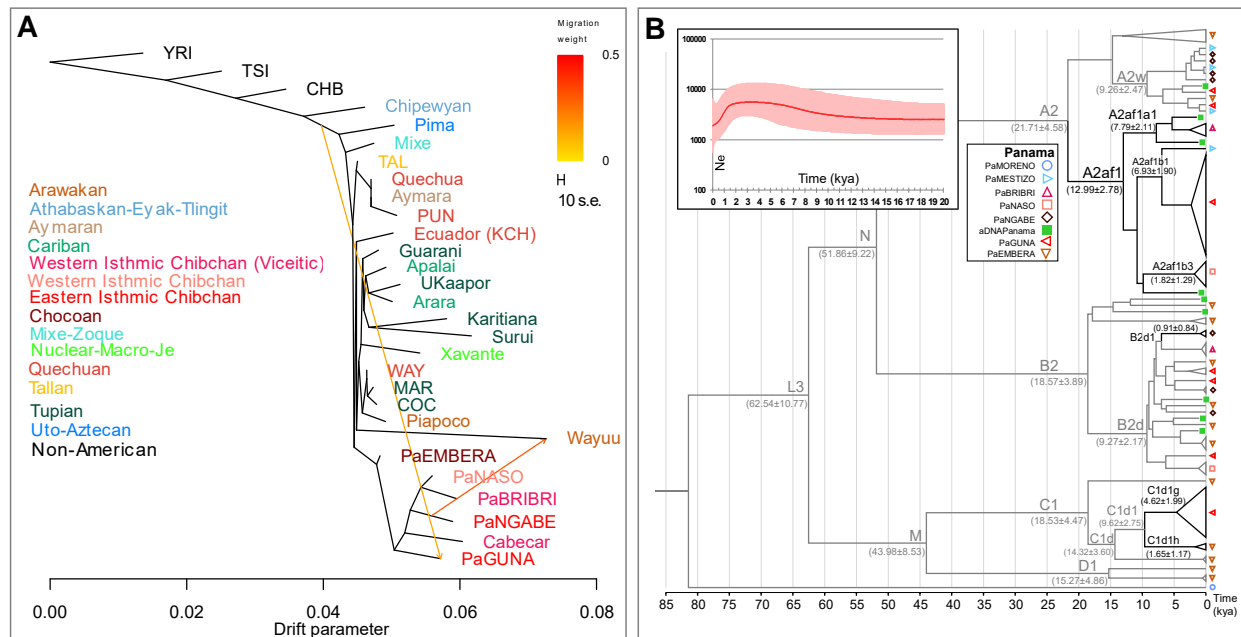 A
Migration
weight
0.5
0
H
10 s.e.
YRI
TSI
CHB
Chipewyan
Pima
Mixe
TAL
Quechua
Aymara
PUN
Ecuador (KCH)
Guarani
Apalai
UKaapor
Arara
Karitiana
Surui
Xavante
WAY
MAR
COC
Piapoco
Wayuu
PaEMBERA
PaNASO
PaBRIBRI
PaNGABE
Cabecar
PaGUNA
Arawakan
Athabaskan-Eyak-Tlingit
Aymaran
Cariban
Western Isthmic Chibchan (Viceitic)
Western Isthmic Chibchan
Eastern Isthmic Chibchan
Chocoan
Mixe-Zoque
Nuclear-Macro-Je
Quechuan
Tallan
Tupian
Uto-Aztecan
Non-American
0.00 0.02 0.04 0.06 0.08
Drift parameter
B
100000
10000
1000
100
Ne
Time (kya)
0 1 2 3 4 5 6 7 8 9 10 11 12 13 14 15 16 17 18 19 20
Panama
PaMORENO
PaMESTIZO
PaBRIBRI
PaNASO
PaNGABE
aDNAPanama
PaGUNA
PaEMBERA
A2
(21.71±4.58)
A2w
(9.26±2.47)
A2af1a1
(7.79±2.11)
A2af1
(12.99±2.78)
A2af1b1
(6.93±1.90)
A2af1b3
(1.82±1.29)
N
(51.86±9.22)
(0.91±0.84)
B2d1
B2
(18.57±3.89)
B2d
(9.27±2.17)
L3
(62.54±10.77)
C1d1g
(4.62±1.99)
C1
(18.53±4.47)
C1d1
(9.62±2.75)
C1d
(14.32±3.60)
C1d1h
(1.65±1.17)
M
(43.98±8.53)
D1
(15.27±4.86)
85 80 75 70 65 60 55 50 45 40 35 30 25 20 15 10 5 0
Time
(kya)